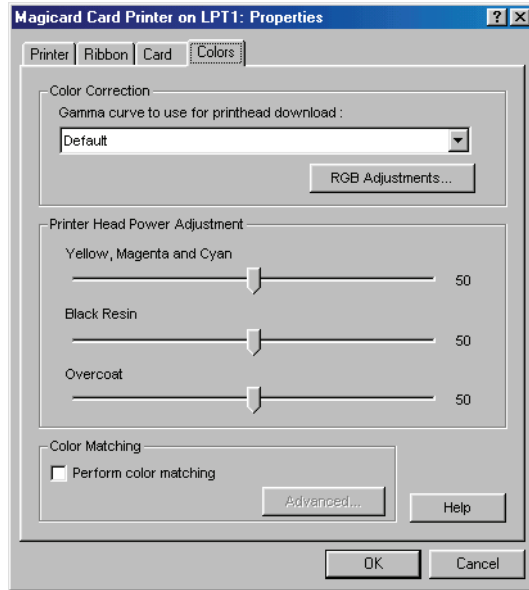 Magicard Card Printer on LPT1: Properties
Printer Ribbon Card Colors
Color Correction
Gamma curve to use for printhead download :
Default
RGB Adjustments...
Printer Head Power Adjustment
Yellow, Magenta and Cyan
50
Black Resin
50
Overcoat
50
Color Matching
Perform color matching
Advanced...
Help
OK Cancel